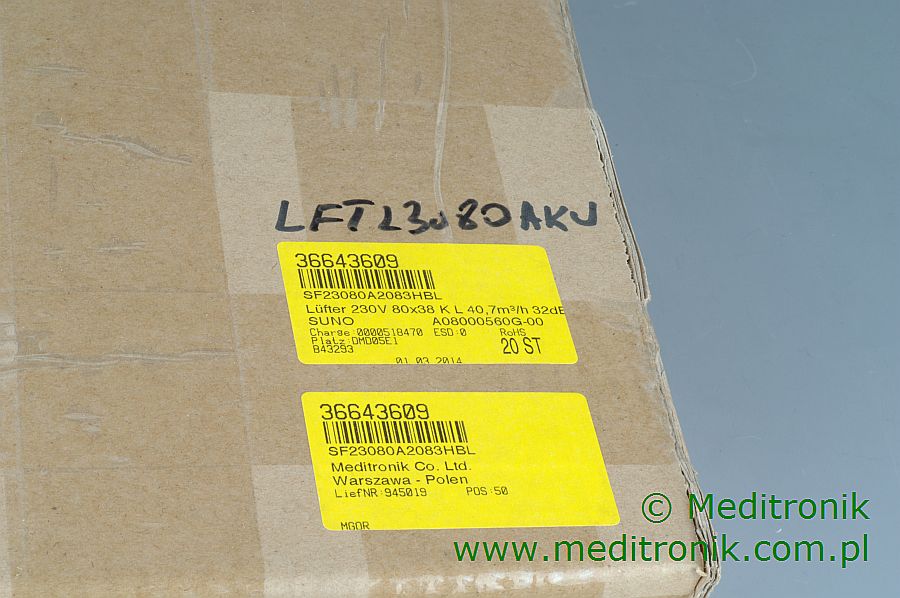 LFT23080AKU
36643609
SF23080A2083HBL
Lüfter 230V 80x38 K L 40,7m³/h 32dB
SUNO A08000560G-00
Charge:0000518470 ESD:0 RoHS
Platz:DMD05E1 20 ST
B43293
01.03.2014
36643609
SF23080A2083HBL
Meditronik Co. Ltd.
Warszawa - Polen
LiefNR:945019 POS:50
MGOR
© Meditronik
www.meditronik.com.pl